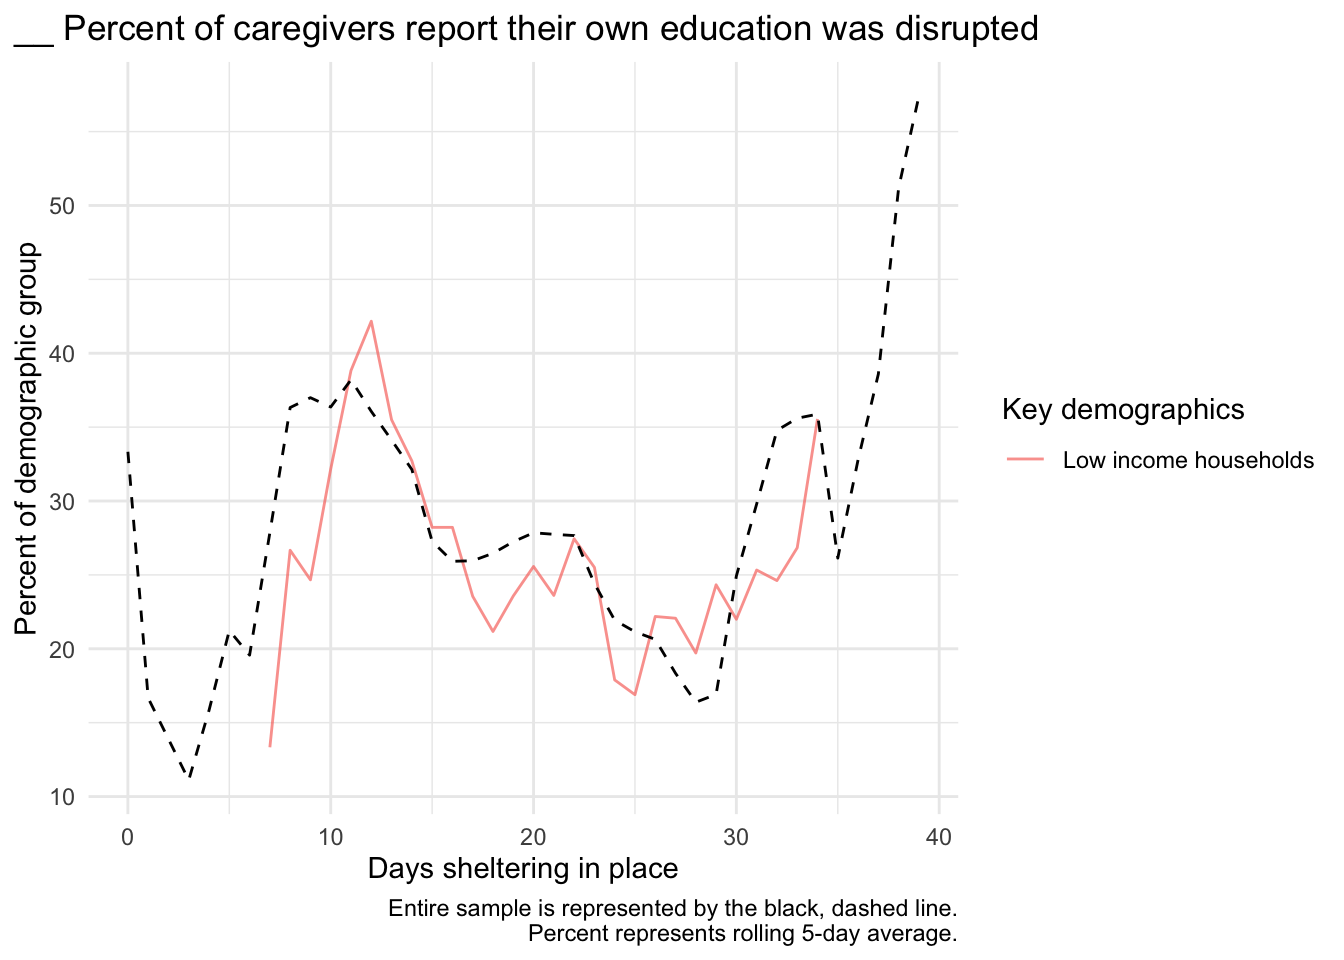 __ Percent of caregivers report their own education was disrupted
Percent of demographic group
50
40
30
20
10
0 10 20 30 40
Days sheltering in place
Key demographics
Low income households
Entire sample is represented by the black, dashed line.
Percent represents rolling 5-day average.